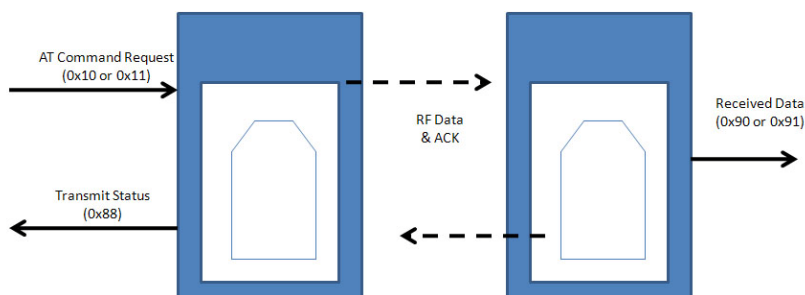 AT Command Request
(0x10 or 0x11)
RF Data
& ACK
Received Data
(0x90 or 0x91)
Transmit Status
(0x88)